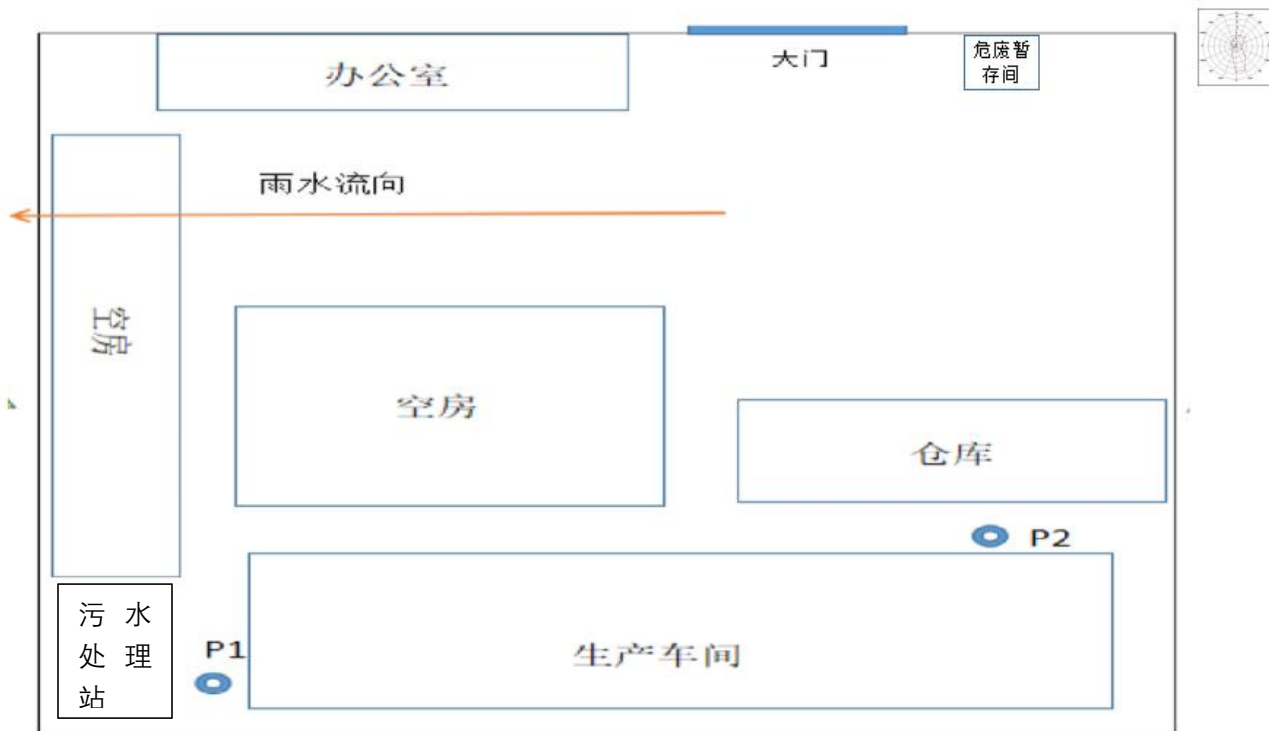 办公室
大门
危废暂
存间
雨水流向
空房
空房
仓库
P2
污水
处理
站
P1
生产车间